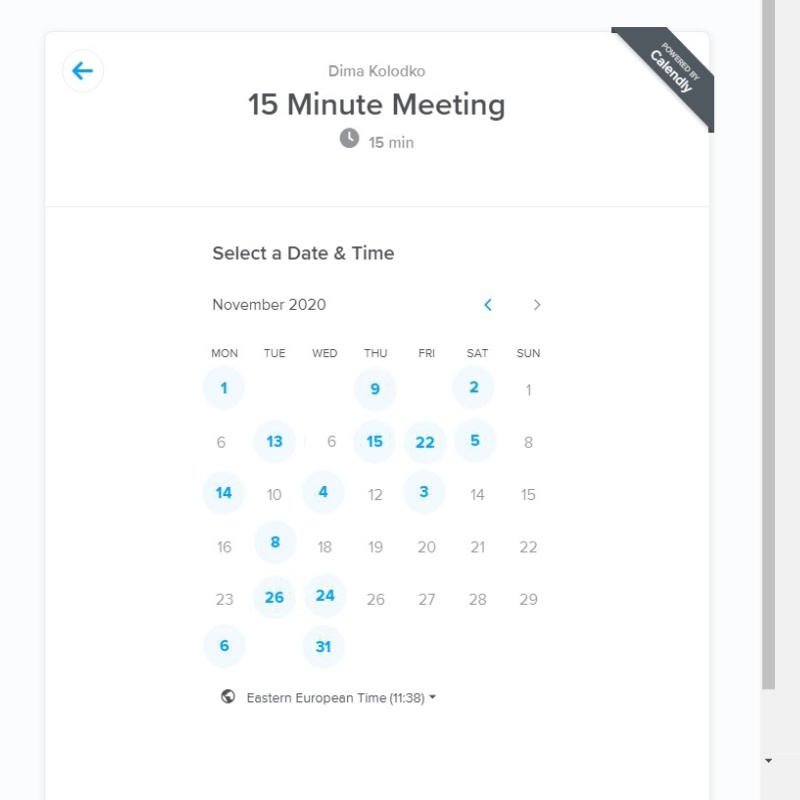 POWERED BY
Calendly
Dima Kolodko
15 Minute Meeting
15 min
Select a Date & Time
November 2020
MON TUE WED THU FRI SAT SUN
1 9 2 1
6 13 6 15 22 5 8
14 10 4 12 3 14 15
16 8 18 19 20 21 22
23 26 24 26 27 28 29
6 31
Eastern European Time (11:38)